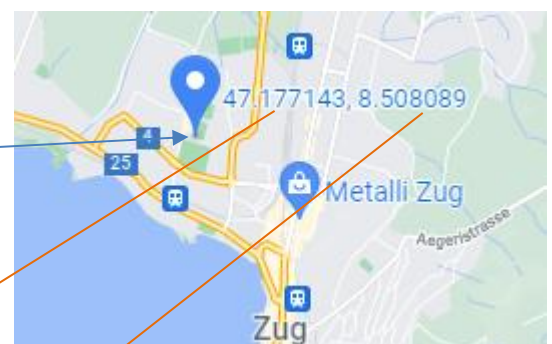 47.177143, 8.508089
4
25
Metalli Zug
Aegeristrasse
Zug